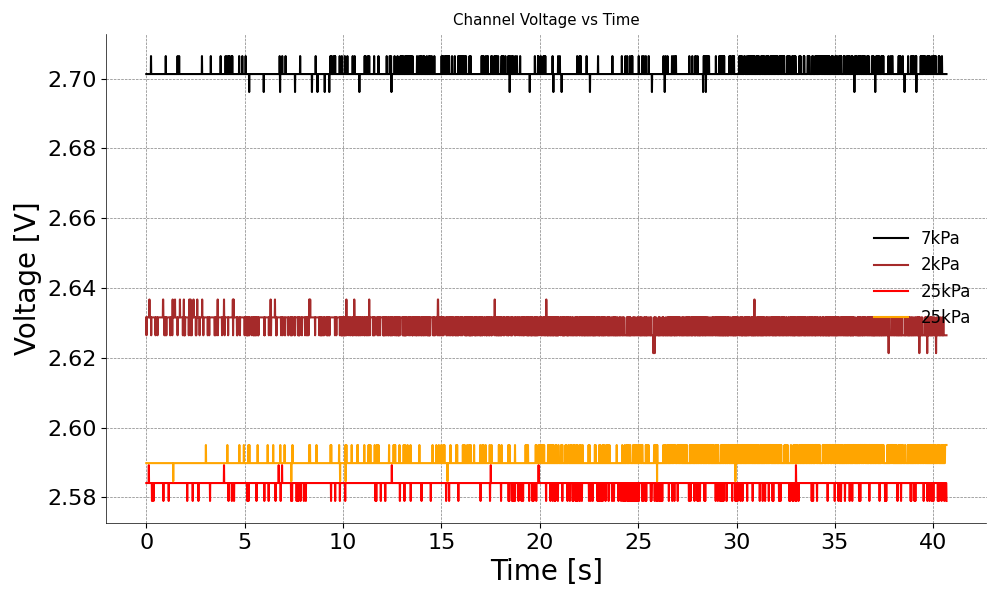 Channel Voltage vs Time
Voltage [V]
2.70
2.68
2.66
2.64
2.62
2.60
2.58
7kPa
2kPa
25kPa
25kPa
0 5 10 15 20 25 30 35 40
Time [s]